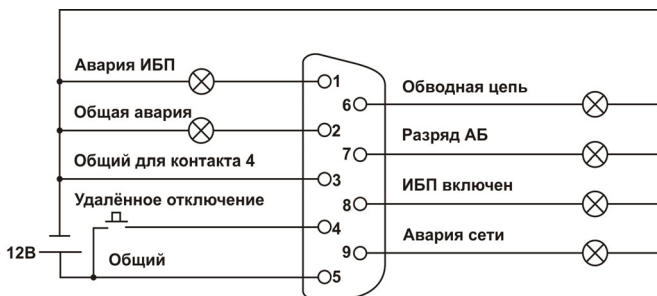 Авария ИБП
1
Обводная цепь
6
Общая авария
2
Разряд АБ
7
Общий для контакта 4
3
ИБП включен
8
Удалённое отключение
4
Авария сети
9
12В
Общий
5